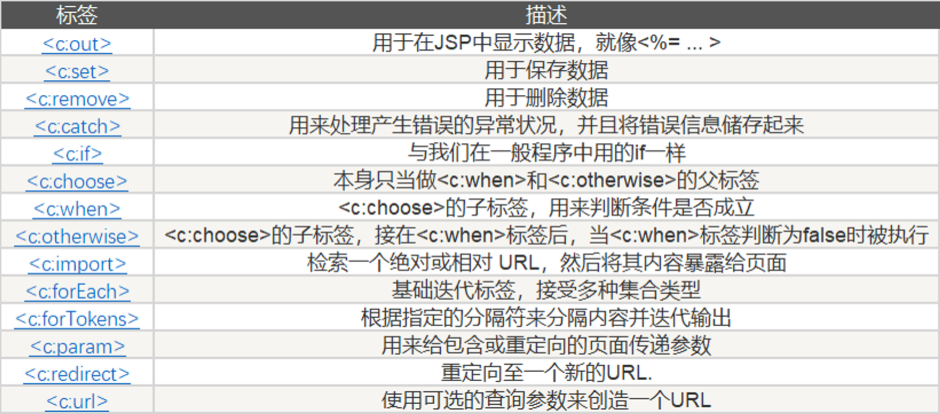 标签 描述
<c:out> 用于在JSP中显示数据，就像<%= ... >
<c:set> 用于保存数据
<c:remove> 用于删除数据
<c:catch> 用来处理产生错误的异常状况，并且将错误信息储存起来
<c:if> 与我们在一般程序中用的if一样
<c:choose> 本身只当做<c:when>和<c:otherwise>的父标签
<c:when> <c:choose>的子标签，用来判断条件是否成立
<c:otherwise> <c:choose>的子标签，接在<c:when>标签后，当<c:when>标签判断为false时被执行
<c:import> 检索一个绝对或相对 URL，然后将其内容暴露给页面
<c:forEach> 基础迭代标签，接受多种集合类型
<c:forTokens> 根据指定的分隔符来分隔内容并迭代输出
<c:param> 用来给包含或重定向的页面传递参数
<c:redirect> 重定向至一个新的URL.
<c:url> 使用可选的查询参数来创造一个URL